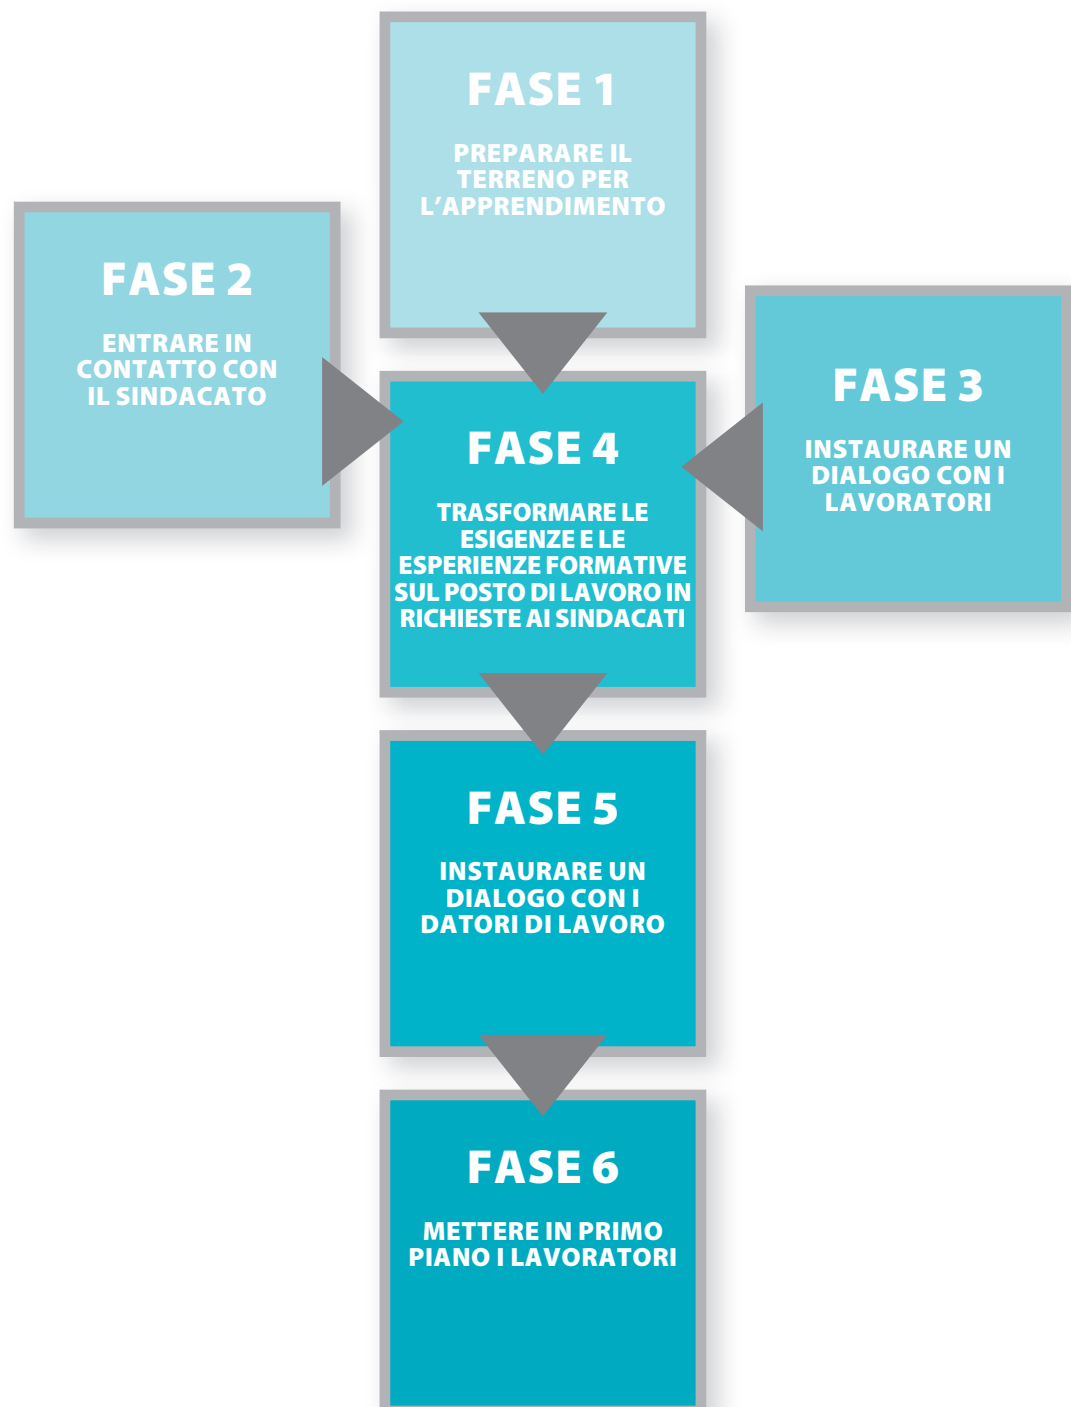 FASE 1
PREPARARE IL
TERRENO PER
L'APPRENDIMENTO
FASE 2
ENTRARE IN
CONTATTO CON
IL SINDACATO
FASE 3
INSTAURARE UN
DIALOGO CON I
LAVORATORI
FASE 4
TRASFORMARE LE
ESIGENZE E LE
ESPERIENZE FORMATIVE
SUL POSTO DI LAVORO IN
RICHIESTE AI SINDACATI
FASE 5
INSTAURARE UN
DIALOGO CON I
DATORI DI LAVORO
FASE 6
METTERE IN PRIMO
PIANO I LAVORATORI